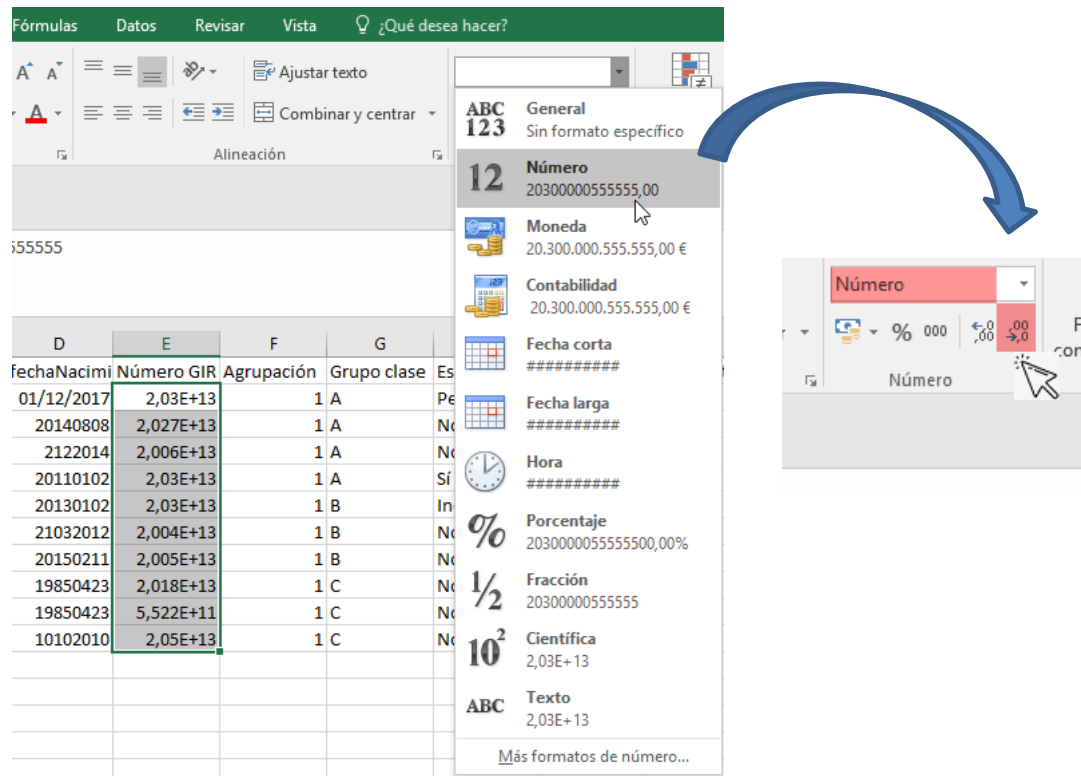 Fórmulas Datos Revisar Vista ¿Qué desea hacer?
Ajustar texto
Combinar y centrar
Alineación
555555
ABC 123 General
Sin formato específico
12 Número
20300000555555,00
Moneda
20.300.000.555.555,00 €
Contabilidad
20.300.000.555.555,00 €
Fecha corta
##########
Fecha larga
##########
Hora
##########
% Porcentaje
2030000055555500,00%
1/2 Fracción
20300000555555
10² Científica
2,03E+13
ABC Texto
2,03E+13
Más formatos de número...
D E F G
fechaNacimi Número GIR Agrupación Grupo clase Es
01/12/2017 2,03E+13 1 A Pe
20140808 2,027E+13 1 A No
2122014 2,006E+13 1 A No
20110102 2,03E+13 1 A Sí
20130102 2,03E+13 1 B In
21032012 2,004E+13 1 B No
20150211 2,005E+13 1 B No
19850423 2,018E+13 1 C No
19850423 5,522E+11 1 C No
10102010 2,05E+13 1 C No
Número
% 000 ,00 ,0
F
con
Número